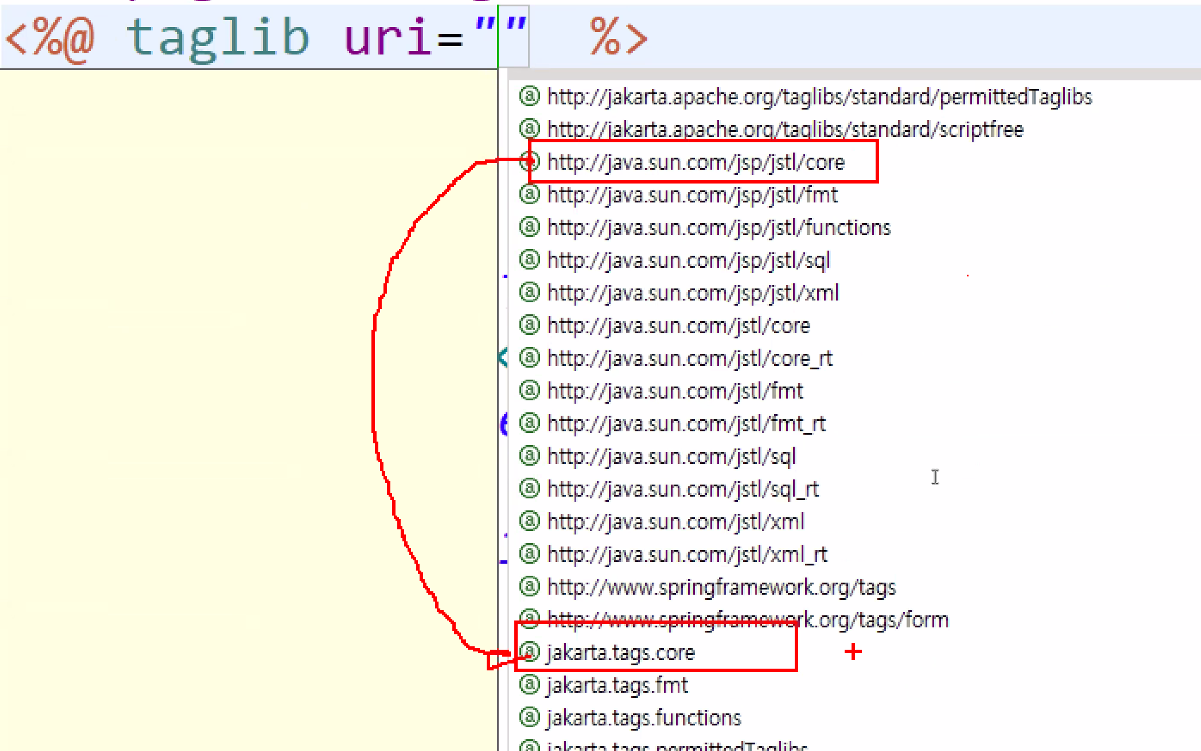 <%@ taglib uri="" %>
http://jakarta.apache.org/taglibs/standard/permittedTaglibs
http://jakarta.apache.org/taglibs/standard/scriptfree
http://java.sun.com/jsp/jstl/core
http://java.sun.com/jsp/jstl/fmt
http://java.sun.com/jsp/jstl/functions
http://java.sun.com/jsp/jstl/sql
http://java.sun.com/jsp/jstl/xml
http://java.sun.com/jstl/core
http://java.sun.com/jstl/core_rt
http://java.sun.com/jstl/fmt
http://java.sun.com/jstl/fmt_rt
http://java.sun.com/jstl/sql
http://java.sun.com/jstl/sql_rt
http://java.sun.com/jstl/xml
http://java.sun.com/jstl/xml_rt
http://www.springframework.org/tags
http://www.springframework.org/tags/form
jakarta.tags.core
jakarta.tags.fmt
jakarta.tags.functions
jakarta.tags.permittedTaglibs